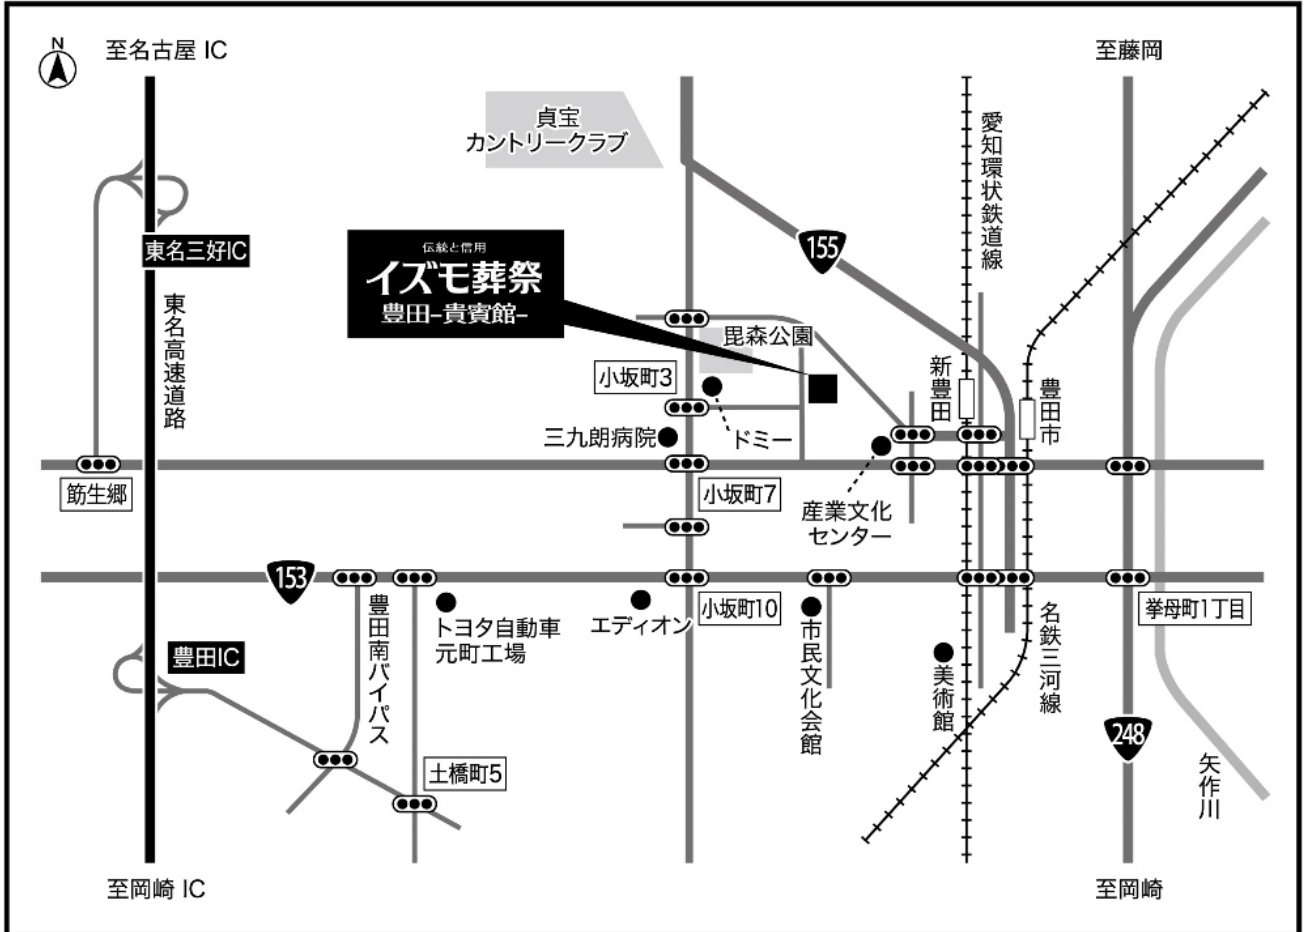 N
至名古屋 IC
至藤岡
貞宝
カントリークラブ
愛知環状鉄道線
東名三好IC
伝統と信用
イズモ葬祭
豊田-貴賓館-
155
東名高速道路
毘森公園
小坂町3
新豊田
豊田市
三九朗病院
ドミー
筋生郷
小坂町7
産業文化
センター
153
豊田南バイパス
トヨタ自動車
元町工場
エディオン
小坂町10
市民文化会館
名鉄三河線
挙母町1丁目
豊田IC
美術館
248
土橋町5
矢作川
至岡崎 IC
至岡崎